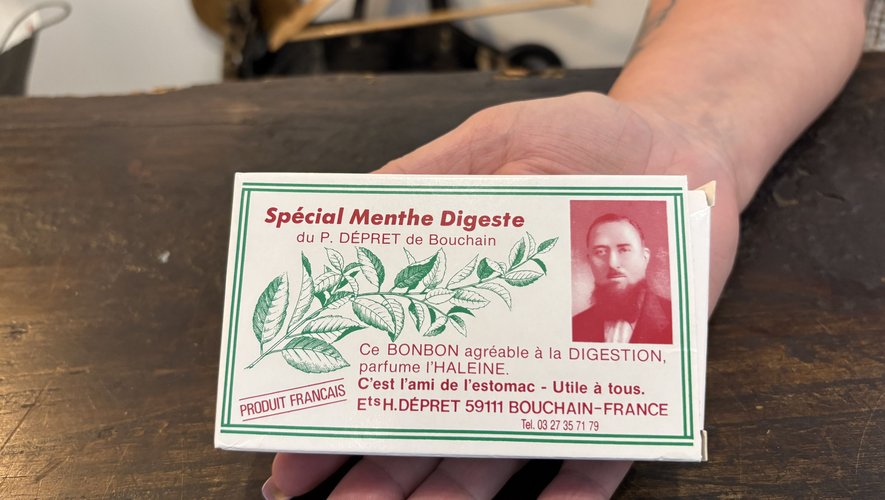 Spécial Menthe Digeste
du P. DÉPRET de Bouchain
Ce BONBON agréable à la DIGESTION,
parfume l'HALEINE.
C'est l'ami de l'estomac - Utile à tous.
PRODUIT FRANCAIS
Ets H. DÉPRET 59111 BOUCHAIN-FRANCE
Tel. 03 27 35 71 79